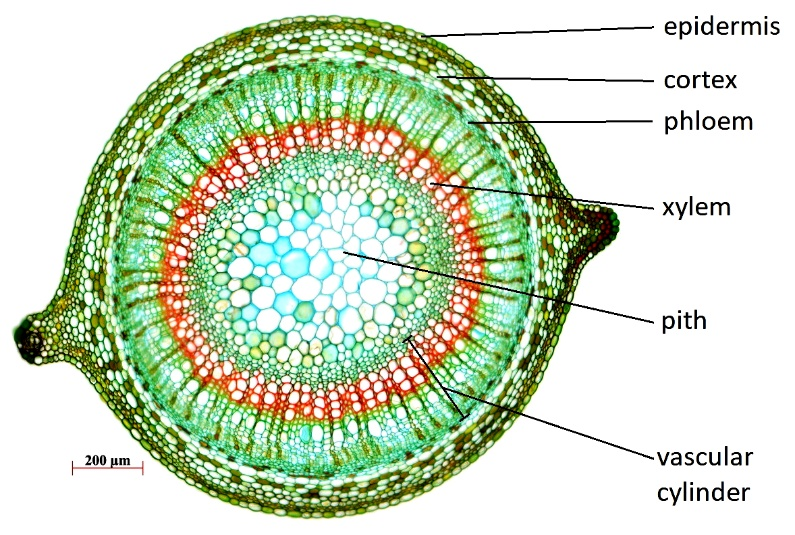 epidermis
cortex
phloem
xylem
pith
vascular
cylinder
200 μm